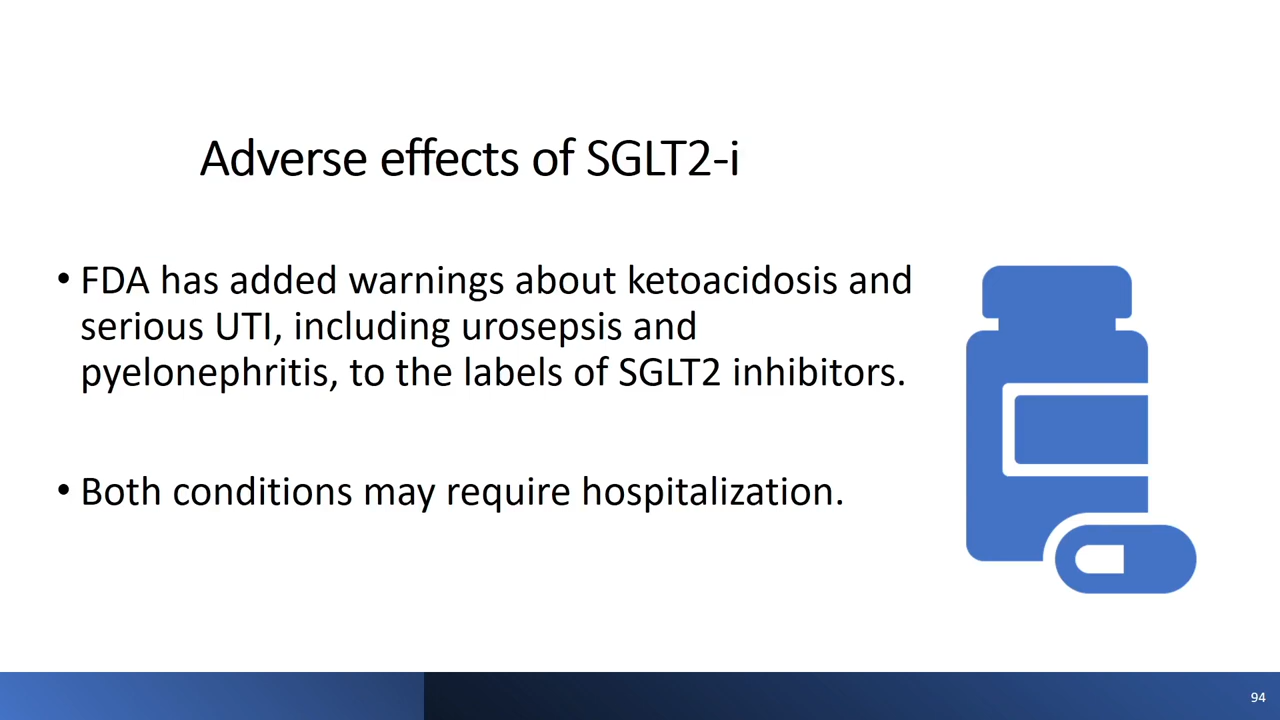 Adverse effects of SGLT2-i
• FDA has added warnings about ketoacidosis and
serious UTI, including urosepsis and
pyelonephritis, to the labels of SGLT2 inhibitors.
• Both conditions may require hospitalization.
94